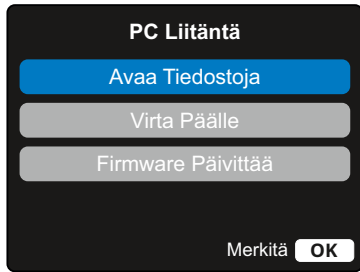 PC Liitäntä
Avaa Tiedostoja
Virta Päälle
Firmware Päivittää
Merkitä OK